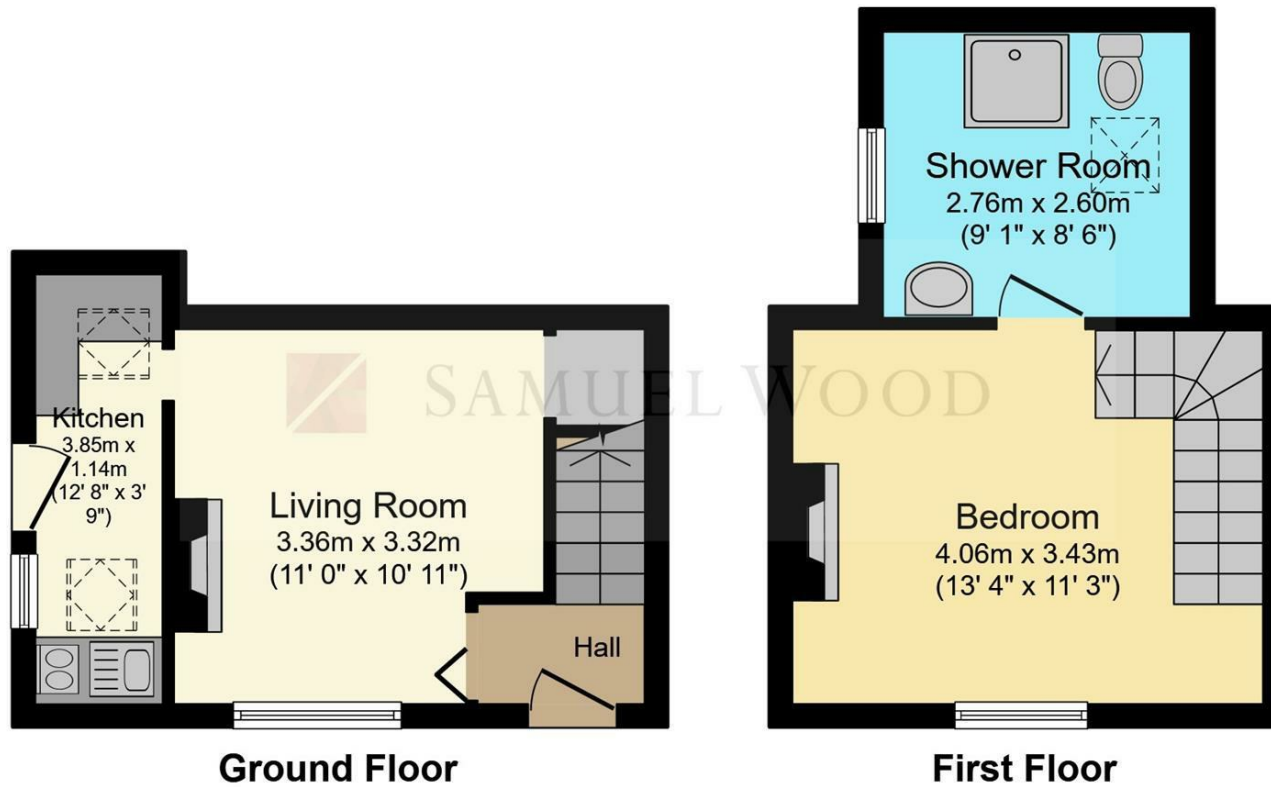 Shower Room
2.76m x 2.60m
(9' 1" x 8' 6")
SAMUEL WOOD
Kitchen
3.85m x
1.14m
(12' 8" x 3'
9")
Living Room
3.36m x 3.32m
(11' 0" x 10' 11")
Hall
Bedroom
4.06m x 3.43m
(13' 4" x 11' 3")
Ground Floor
First Floor